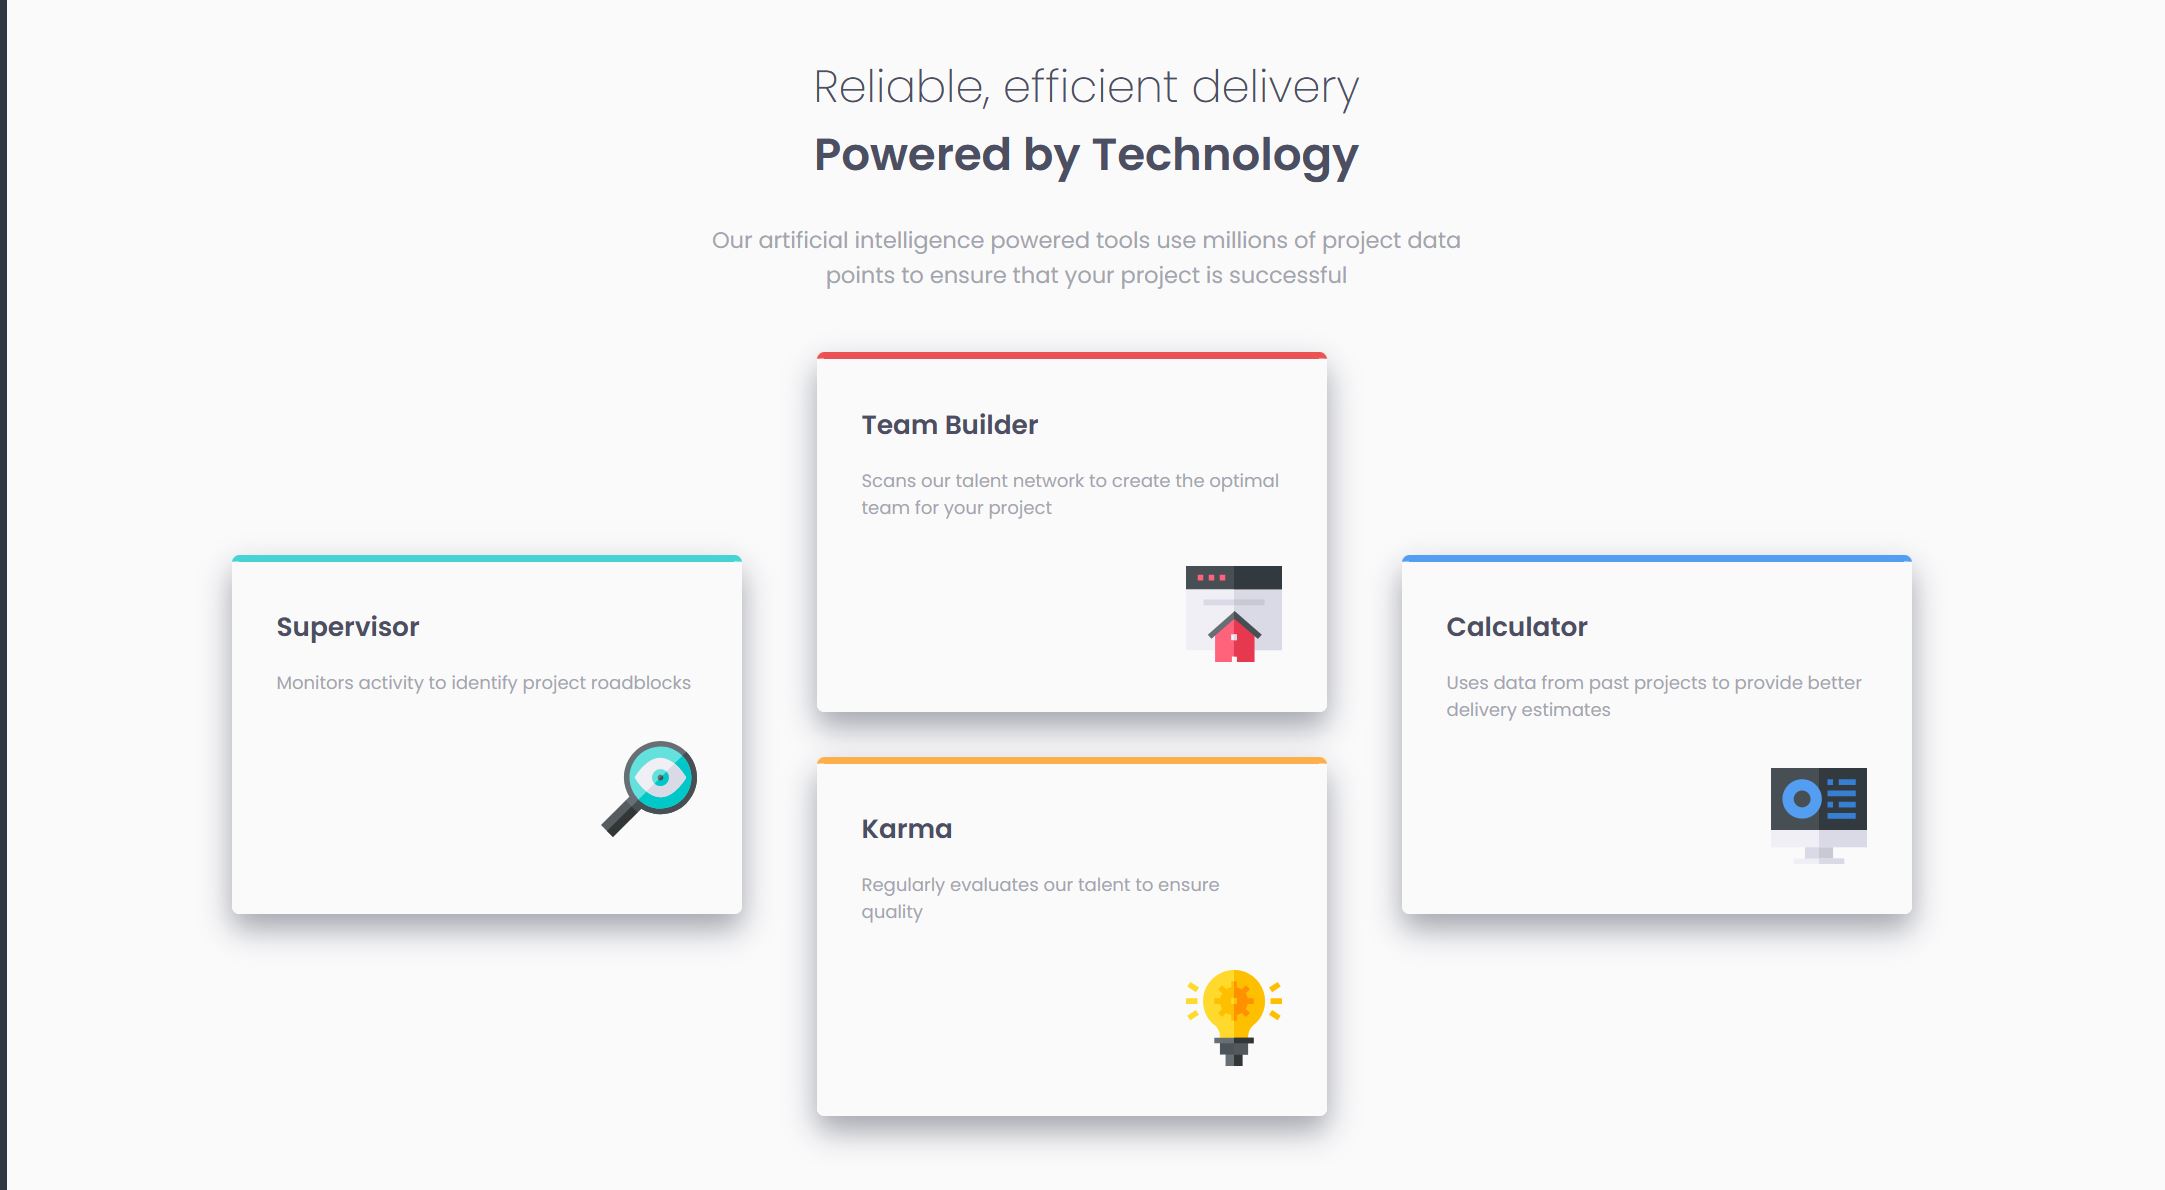 Reliable, efficient delivery
Powered by Technology
Our artificial intelligence powered tools use millions of project data
points to ensure that your project is successful
Team Builder
Scans our talent network to create the optimal
team for your project
Supervisor
Monitors activity to identify project roadblocks
Calculator
Uses data from past projects to provide better
delivery estimates
Karma
Regularly evaluates our talent to ensure
quality